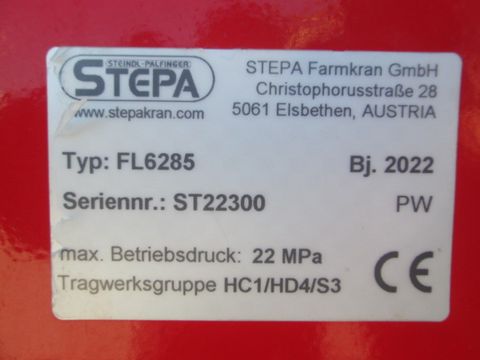 STEINDL-PALFINGER
STEPA
www.stepakran.com
STEPA Farmkran GmbH
Christophorusstraße 28
5061 Elsbethen, AUSTRIA
Typ: FL6285 Bj. 2022
Seriennr.: ST22300 PW
max. Betriebsdruck: 22 MPa
Tragwerksgruppe HC1/HD4/S3
CE